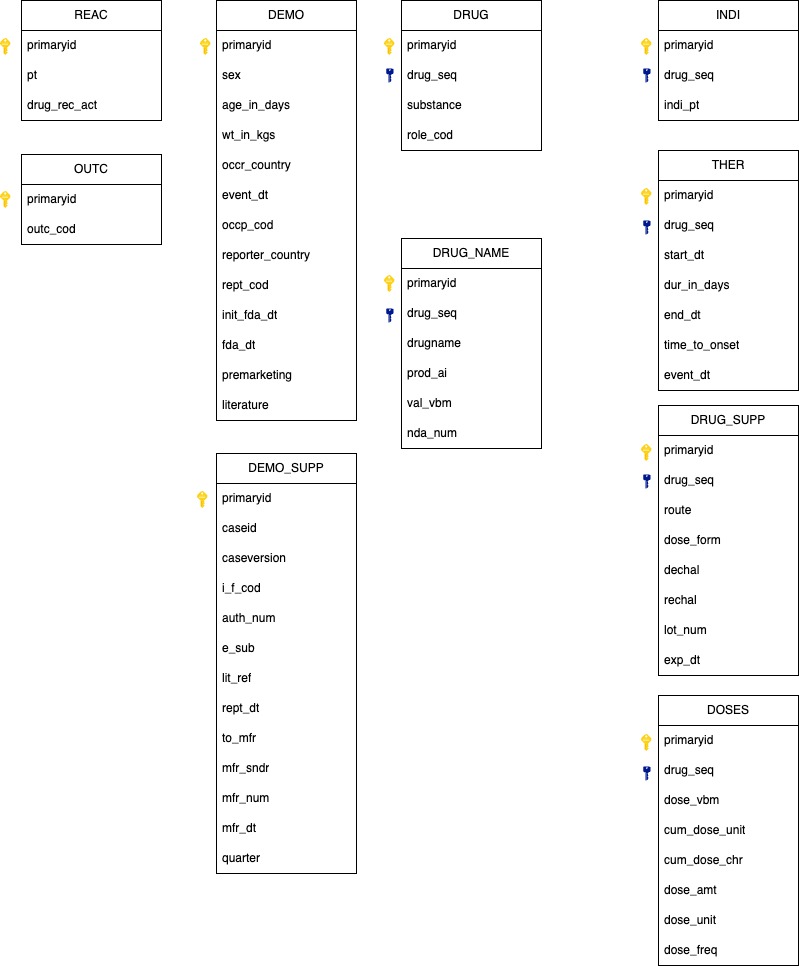 REAC
primaryid
pt
drug_rec_act
OUTC
primaryid
outc_cod
DEMO
primaryid
sex
age_in_days
wt_in_kgs
occr_country
event_dt
occp_cod
reporter_country
rept_cod
init_fda_dt
fda_dt
premarketing
literature
DEMO_SUPP
primaryid
caseid
caseversion
i_f_cod
auth_num
e_sub
lit_ref
rept_dt
to_mfr
mfr_sndr
mfr_num
mfr_dt
quarter
DRUG
primaryid
drug_seq
substance
role_cod
DRUG_NAME
primaryid
drug_seq
drugname
prod_ai
val_vbm
nda_num
INDI
primaryid
drug_seq
indi_pt
THER
primaryid
drug_seq
start_dt
dur_in_days
end_dt
time_to_onset
event_dt
DRUG_SUPP
primaryid
drug_seq
route
dose_form
dechal
rechal
lot_num
exp_dt
DOSES
primaryid
drug_seq
dose_vbm
cum_dose_unit
cum_dose_chr
dose_amt
dose_unit
dose_freq